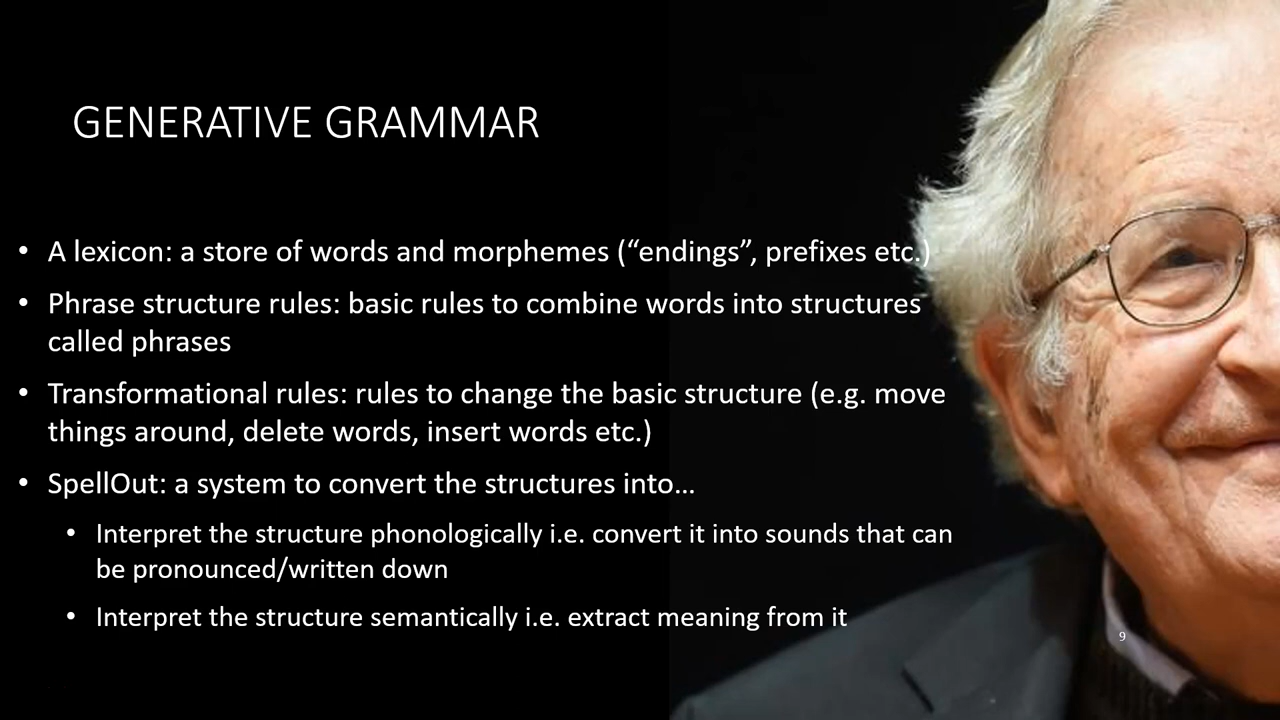 GENERATIVE GRAMMAR
• A lexicon: a store of words and morphemes (“endings”, prefixes etc.)
• Phrase structure rules: basic rules to combine words into structures
called phrases
• Transformational rules: rules to change the basic structure (e.g. move
things around, delete words, insert words etc.)
• SpellOut: a system to convert the structures into…
• Interpret the structure phonologically i.e. convert it into sounds that can
be pronounced/written down
• Interpret the structure semantically i.e. extract meaning from it
9